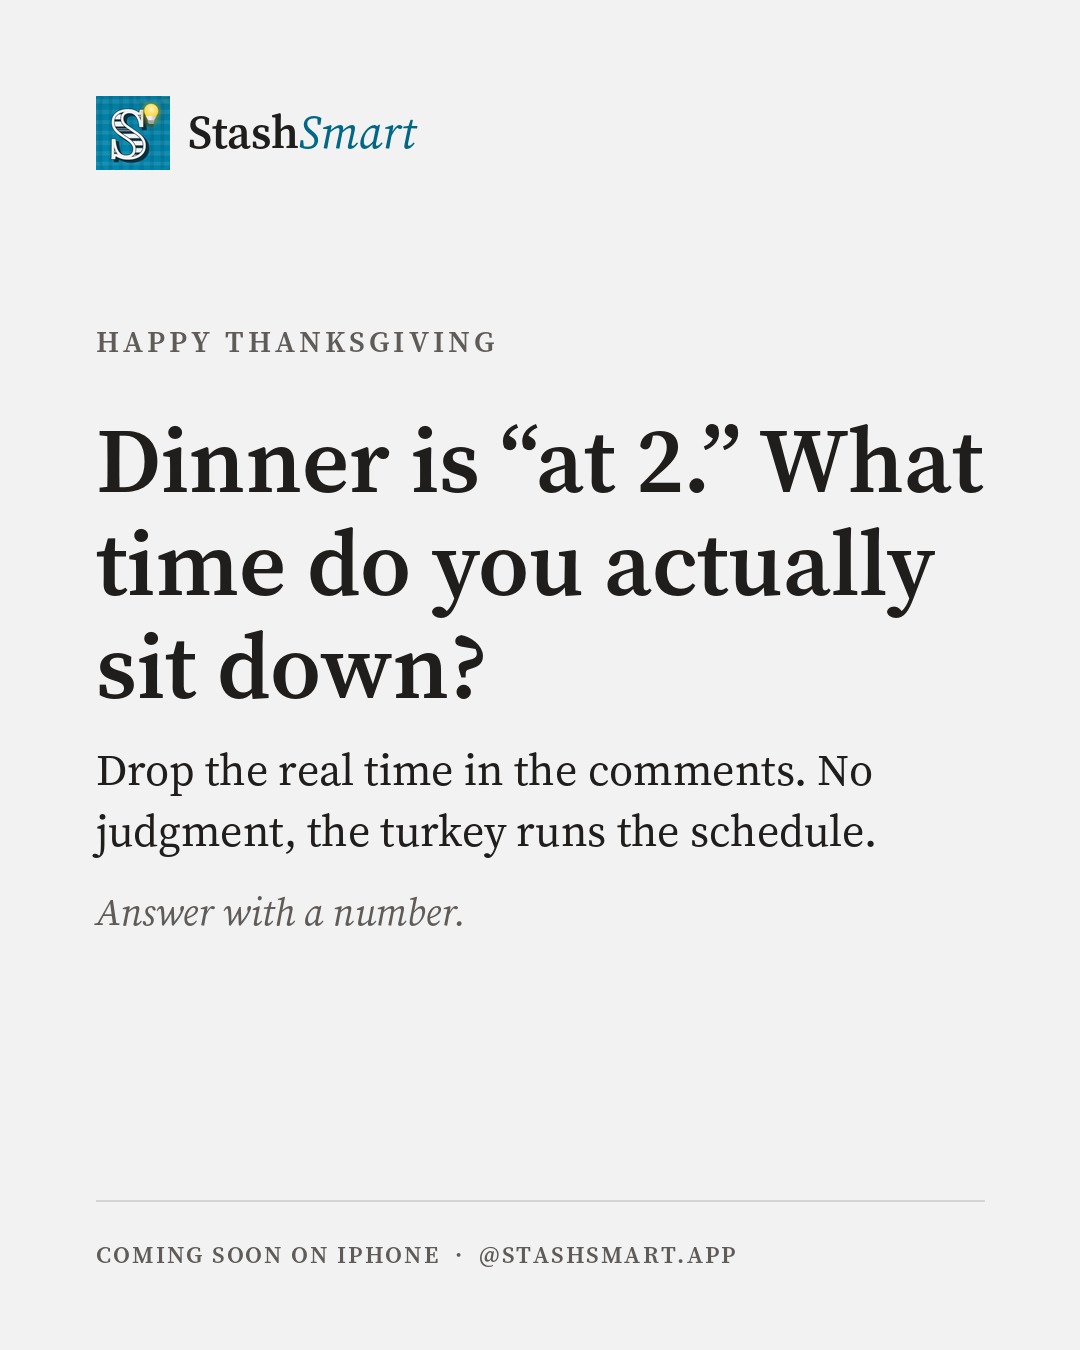 S
StashSmart
HAPPY THANKSGIVING
Dinner is “at 2.” What
time do you actually
sit down?
Drop the real time in the comments. No
judgment, the turkey runs the schedule.
Answer with a number.
COMING SOON ON IPHONE · @STASHSMART.APP